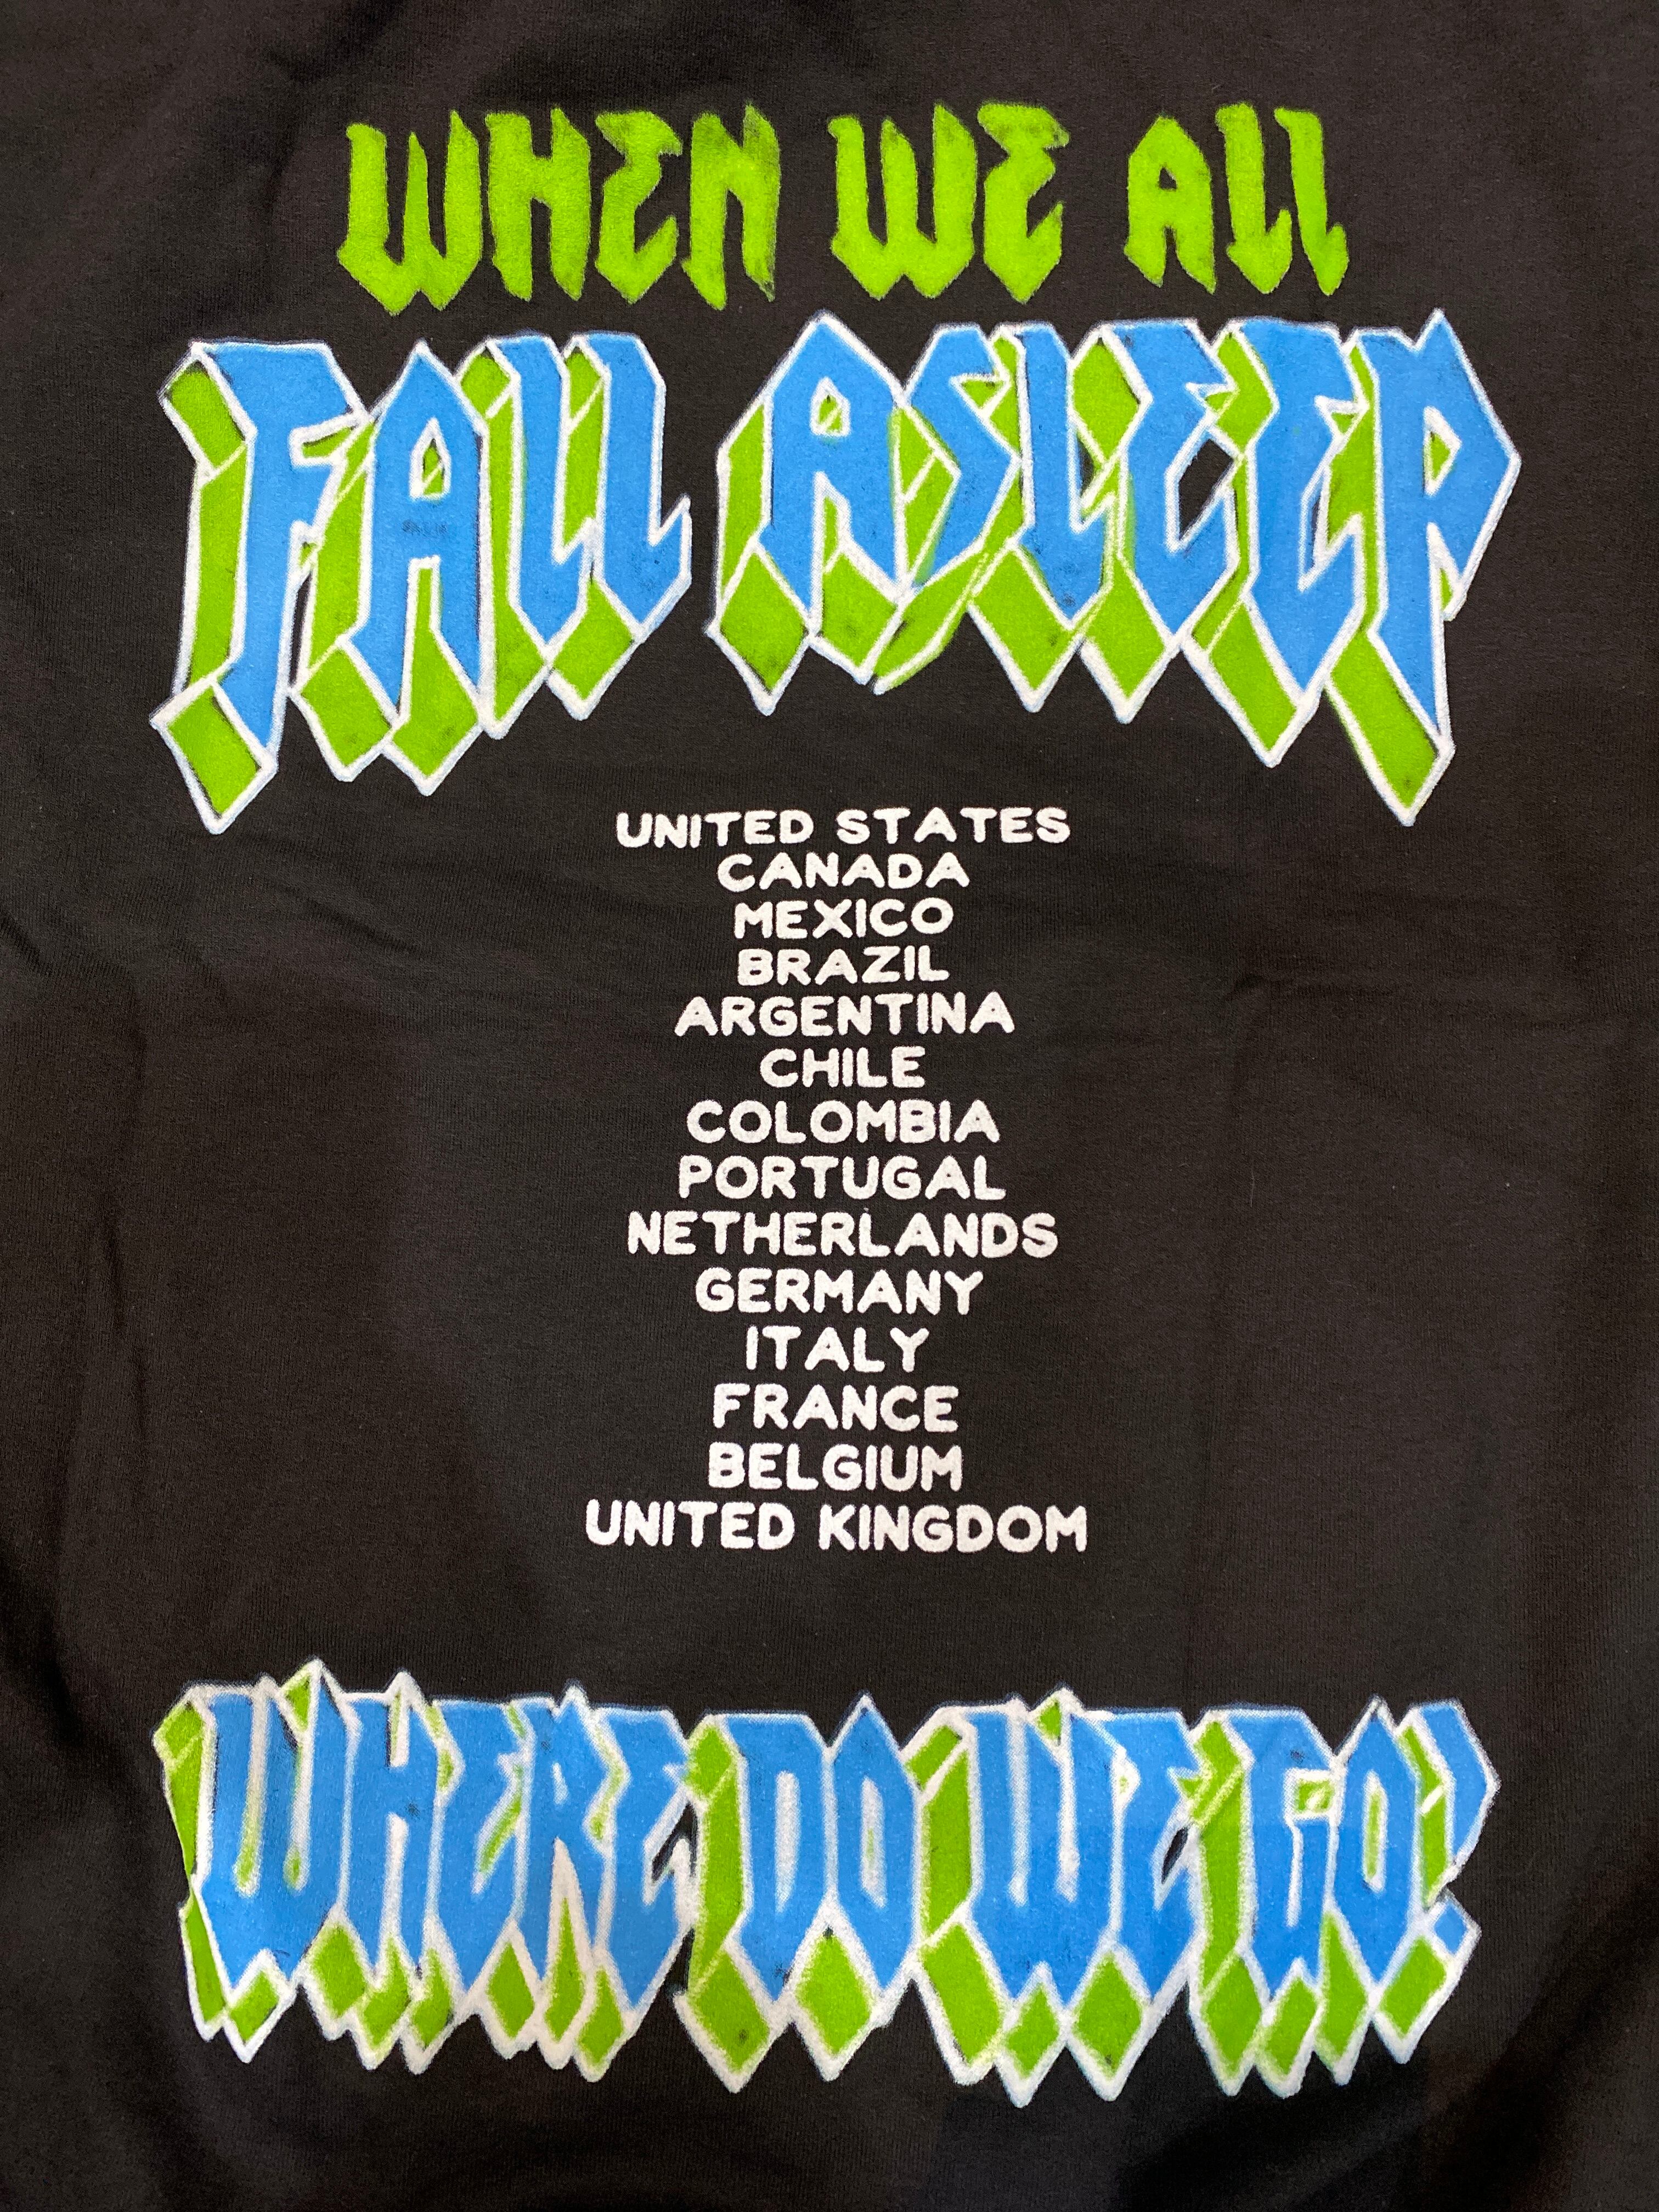 WHEN WE ALL
FALL ASLEEP
UNITED STATES
CANADA
MEXICO
BRAZIL
ARGENTINA
CHILE
COLOMBIA
PORTUGAL
NETHERLANDS
GERMANY
ITALY
FRANCE
BELGIUM
UNITED KINGDOM
WHERE DO WE GO?